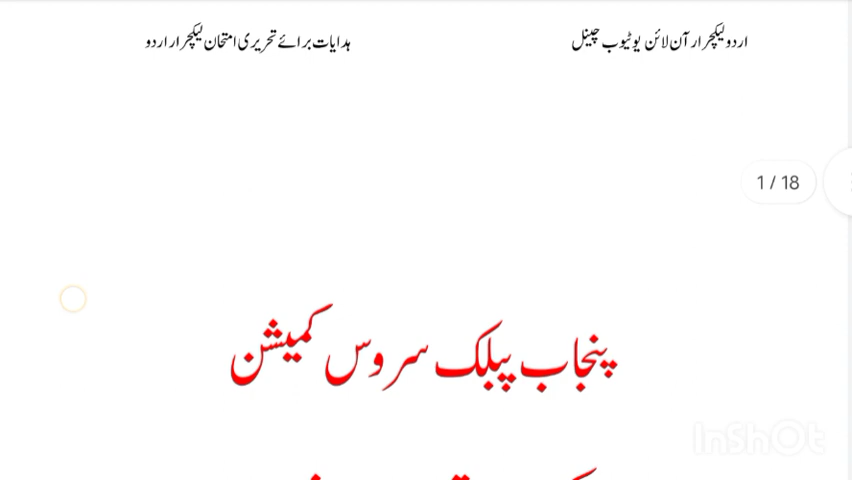 اردو لیکچرار آن لائن یوٹیوب چینل
ہدایات برائے تحریری امتحان لیکچرار اردو
1 / 18
پنجاب پبلک سروس کمیشن
InShOt